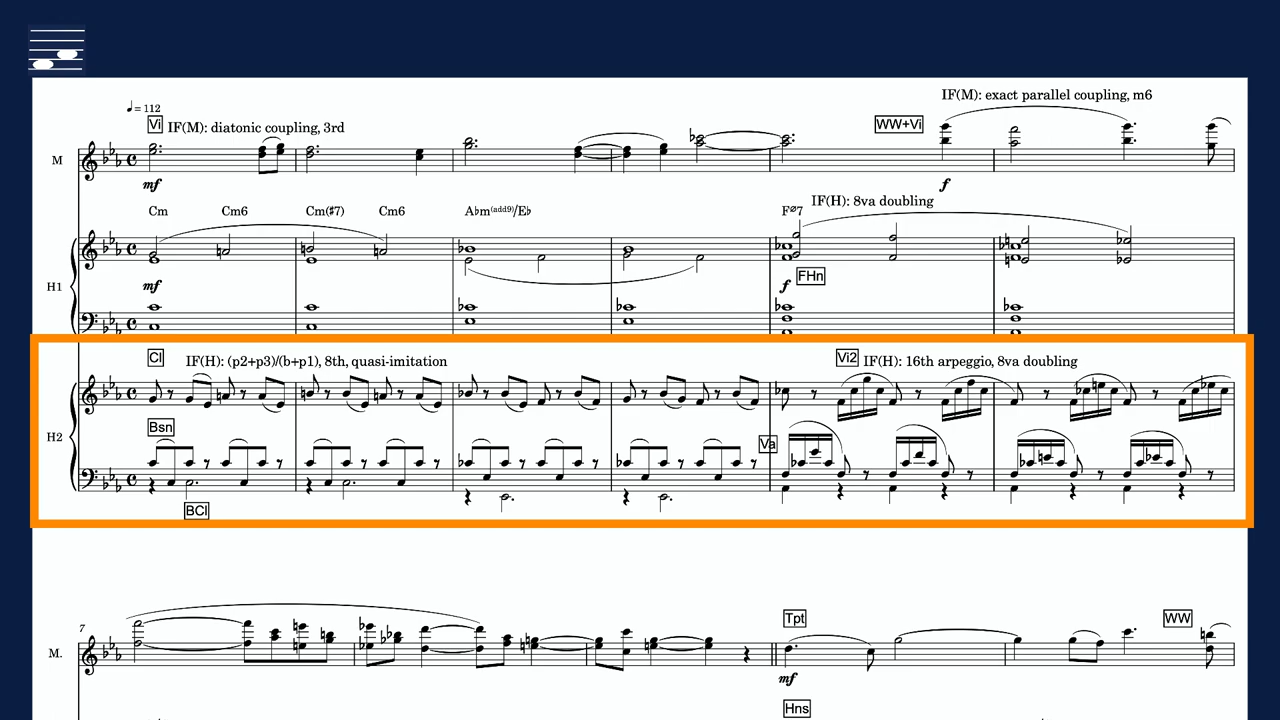 IF(M): exact parallel coupling, m6
♩ = 112
Vi IF(M): diatonic coupling, 3rd WW+Vi
M
mf f
IF(H): 8va doubling
Cm Cm6 Cm(♯7) Cm6 A♭m(add9)/E♭ Fø7
FHn
mf f
H1
Cl IF(H): (p2+p3)/(b+p1), 8th, quasi-imitation Vi2 IF(H): 16th arpeggio, 8va doubling
Bsn
H2 Va
BCl
Tpt WW
7
M.
mf
Hns